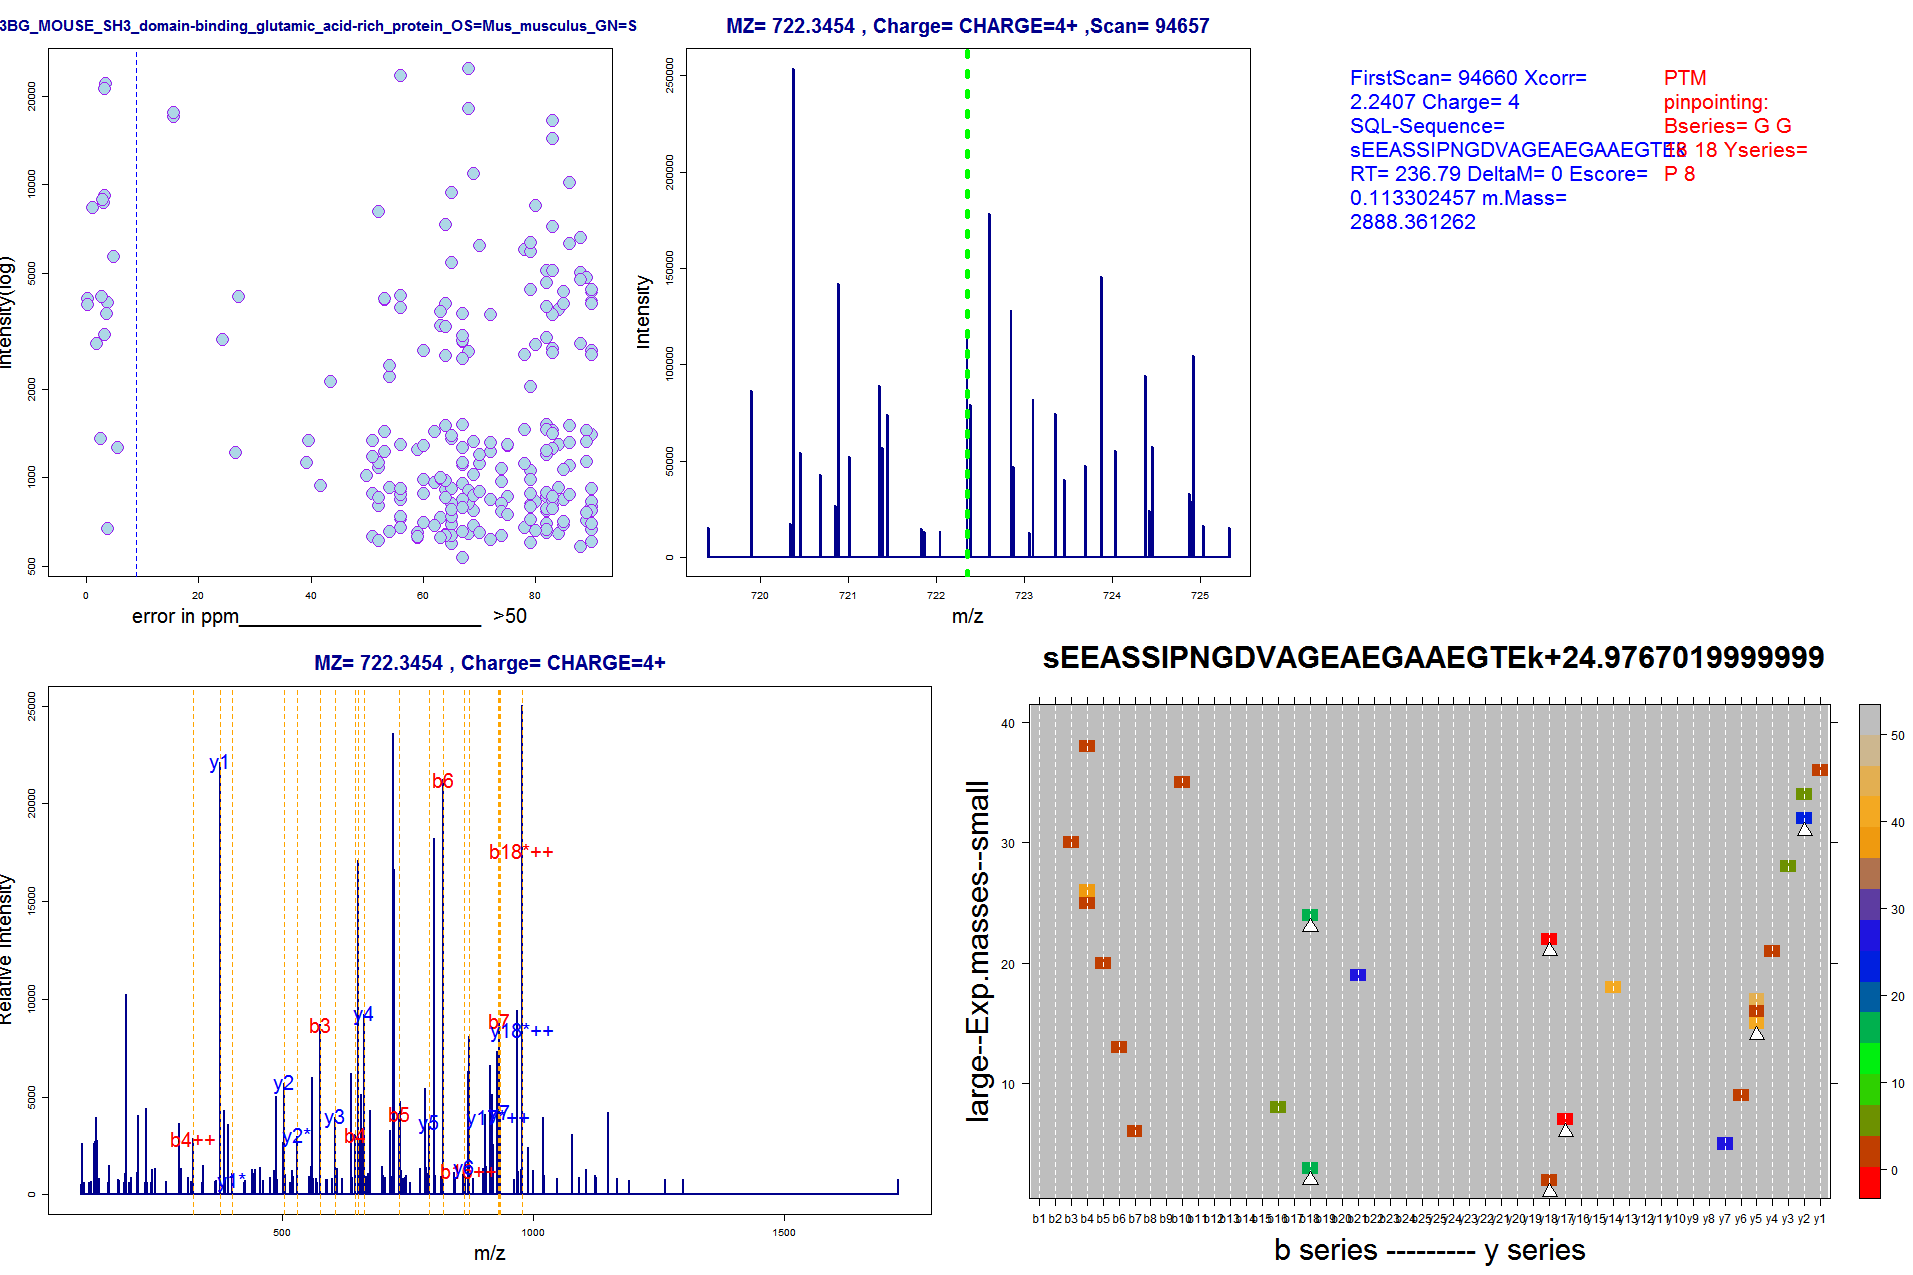 3BG_MOUSE_SH3_domain-binding_glutamic_acid-rich_protein_OS=Mus_musculus_GN=S
Intensity(log)
500 1000 2000 5000 10000 20000
0 20 40 60 80
error in ppm______________________ >50
MZ= 722.3454 , Charge= CHARGE=4+ ,Scan= 94657
Intensity
0 50000 100000 150000 200000 250000
720 721 722 723 724 725
m/z
FirstScan= 94660 Xcorr=
2.2407 Charge= 4
SQL-Sequence=
sEEASSIPNGDVAGEAEGAAEGTEk
RT= 236.79 DeltaM= 0 Escore=
0.113302457 m.Mass=
2888.361262
PTM
pinpointing:
Bseries= G G
18 18 Yseries=
P 8
MZ= 722.3454 , Charge= CHARGE=4+
Relative Intensity
0 5000 10000 15000 20000 25000
y1
b6
b18*++
y4
b3
b7
y18*++
y2
y3
b5
y5
y2*
b4++
b4
y6
y1*
500 1000 1500
m/z
sEEASSIPNGDVAGEAEGAAEGTEk+24.9767019999999
large--Exp.masses--small
10 20 30 40
b1 b2 b3 b4 b5 b6 b7 b8 b9 b10 b11 b12 b13 b14 b15 b16 b17 b18 b19 b20 b21 b22 b23 b24 b25 y25 y24 y23 y22 y21 y20 y19 y18 y17 y16 y15 y14 y13 y12 y11 y10 y9 y8 y7 y6 y5 y4 y3 y2 y1
b series --------- y series
0 10 20 30 40 50